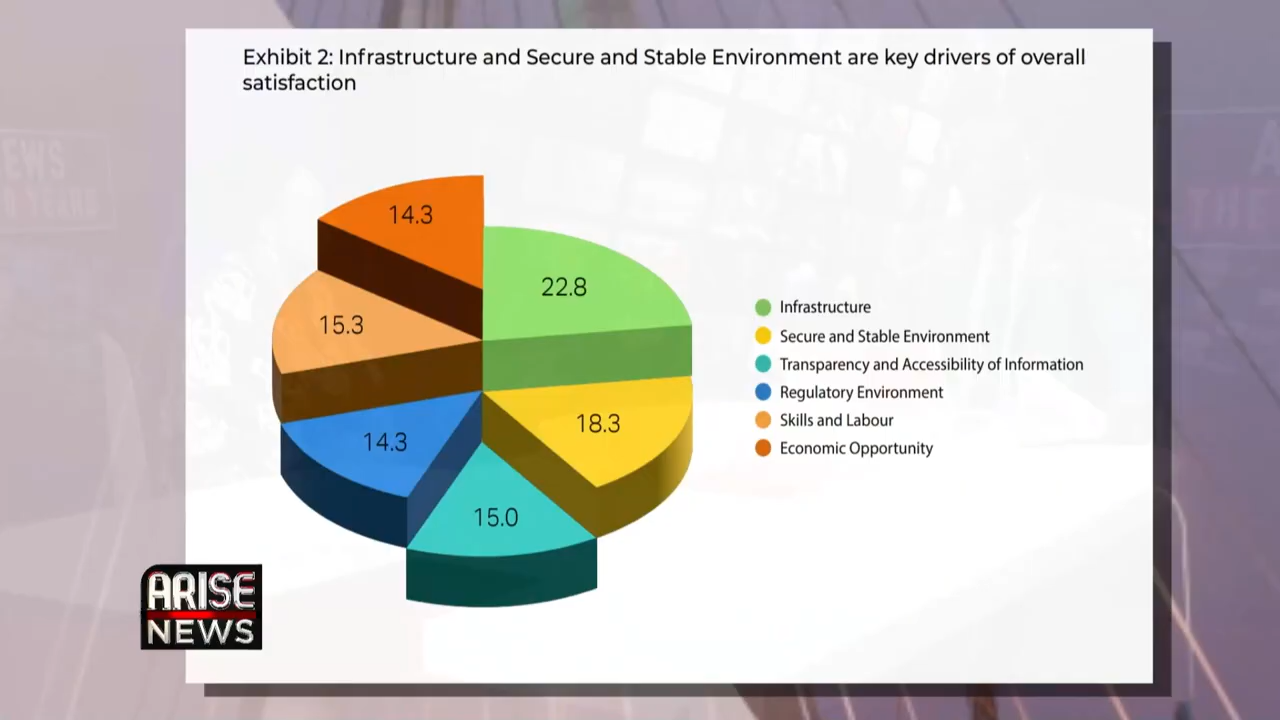 Exhibit 2: Infrastructure and Secure and Stable Environment are key drivers of overall
satisfaction
14.3
22.8
15.3
18.3
14.3
15.0
Infrastructure
Secure and Stable Environment
Transparency and Accessibility of Information
Regulatory Environment
Skills and Labour
Economic Opportunity
ARISE
NEWS
EWS
THE